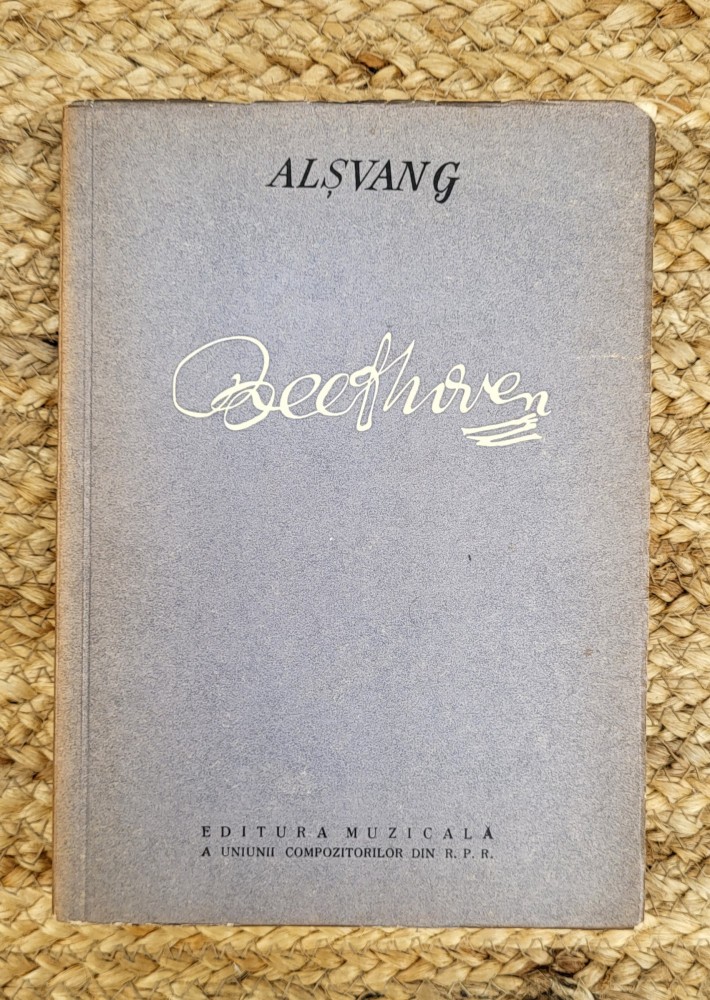 ALȘVANG
Beethoven
EDITURA MUZICALĂ
A UNIUNII COMPOZITORILOR DIN R. P. R.